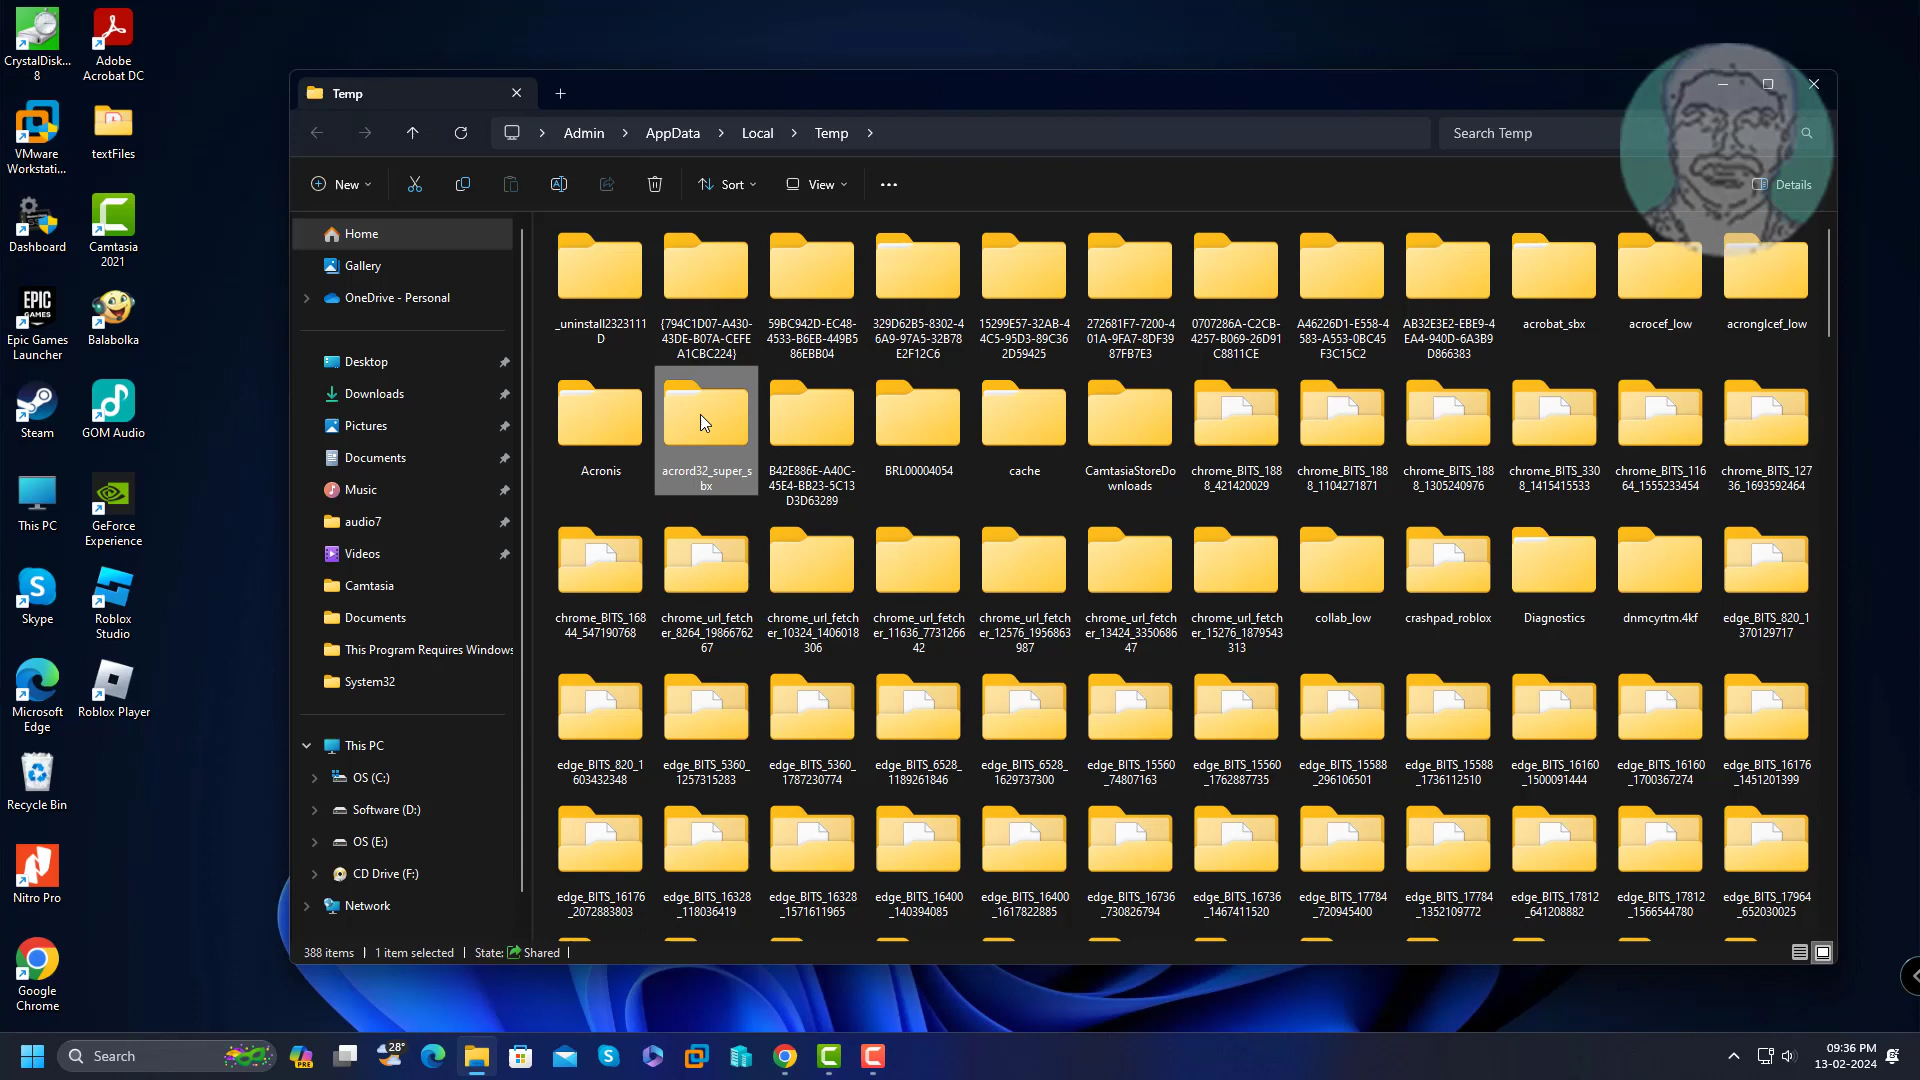 CrystalDisk...
8
Adobe
Acrobat DC
VMware
Workstati...
textFiles
Dashboard
Camtasia
2021
EPIC
GAMES
Epic Games
Launcher
Balabolka
Steam
GOM Audio
This PC
GeForce
Experience
Skype
Roblox
Studio
Microsoft
Edge
Roblox Player
Recycle Bin
Nitro Pro
Google
Chrome
Temp
Admin
AppData
Local
Temp
Search Temp
New
Sort
View
Details
Home
Gallery
OneDrive - Personal
Desktop
Downloads
Pictures
Documents
Music
audio7
Videos
Camtasia
Documents
This Program Requires Windows
System32
This PC
OS (C:)
Software (D:)
OS (E:)
CD Drive (F:)
Network
_uninstall2323111
D
{794C1D07-A430-
43DE-B07A-CEFE
A1CBC224}
59BC942D-EC48-
4533-B6EB-449B5
86EBB04
329D62B5-8302-4
6A9-97A5-32B78
E2F12C6
15299E57-32AB-4
4C5-95D3-89C36
2D59425
272681F7-7200-4
01A-9FA7-8DF39
87FB7E3
0707286A-C2CB-
4257-B069-26D91
C8811CE
A46226D1-E558-4
583-A553-0BC45
F3C15C2
AB32E3E2-EBE9-4
EA4-940D-6A3B9
D866383
acrobat_sbx
acrocef_low
acronglcef_low
Acronis
acrord32_super_s
bx
B42E886E-A40C-
45E4-BB23-5C13
D3D63289
BRL00004054
cache
CamtasiaStoreDo
wnloads
chrome_BITS_188
8_421420029
chrome_BITS_188
8_1104271871
chrome_BITS_188
8_1305240976
chrome_BITS_330
8_1415415533
chrome_BITS_116
64_1555233454
chrome_BITS_127
36_1693592464
chrome_BITS_168
44_547190768
chrome_url_fetch
er_8264_19866762
67
chrome_url_fetch
er_10324_1406018
306
chrome_url_fetch
er_11636_7731266
42
chrome_url_fetch
er_12576_1956863
987
chrome_url_fetch
er_13424_3350686
47
chrome_url_fetch
er_15276_1879543
313
collab_low
crashpad_roblox
Diagnostics
dnmcyrtm.4kf
edge_BITS_820_1
370129717
edge_BITS_820_1
603432348
edge_BITS_5360_
1257315283
edge_BITS_5360_
1787230774
edge_BITS_6528_
1189261846
edge_BITS_6528_
1629737300
edge_BITS_15560
_74807163
edge_BITS_15560
_1762887735
edge_BITS_15588
_296106501
edge_BITS_15588
_1736112510
edge_BITS_16160
_1500091444
edge_BITS_16160
_1700367274
edge_BITS_16176
_1451201399
edge_BITS_16176
_2072883803
edge_BITS_16328
_118036419
edge_BITS_16328
_1571611965
edge_BITS_16400
_140394085
edge_BITS_16400
_1617822885
edge_BITS_16736
_730826794
edge_BITS_16736
_1467411520
edge_BITS_17784
_720945400
edge_BITS_17784
_1352109772
edge_BITS_17812
_641208882
edge_BITS_17812
_1566544780
edge_BITS_17964
_652030025
388 items
1 item selected
State: Shared
Search
PRE
28°
09:36 PM
13-02-2024